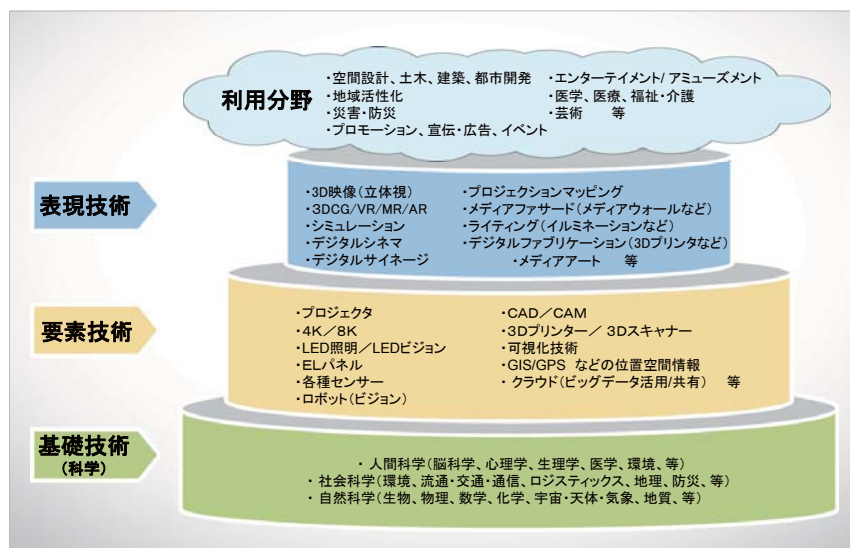 利用分野
・空間設計、土木、建築、都市開発
・地域活性化
・災害・防災
・プロモーション、宣伝・広告、イベント
・エンターテイメント/ アミューズメント
・医学、医療、福祉・介護
・芸術　等
表現技術
・3D映像（立体視）
・3DCG/VR/MR/AR
・シミュレーション
・デジタルシネマ
・デジタルサイネージ
・プロジェクションマッピング
・メディアファサード（メディアウォールなど）
・ライティング（イルミネーションなど）
・デジタルファブリケーション（3Dプリンタなど）
・メディアアート　等
要素技術
・プロジェクタ
・4K／8K
・LED照明／LEDビジョン
・ELパネル
・各種センサー
・ロボット（ビジョン）
・CAD／CAM
・3Dプリンター／ 3Dスキャナー
・可視化技術
・GIS/GPS などの位置空間情報
・ クラウド（ビッグデータ活用/共有）　等
基礎技術
（科学）
・ 人間科学（脳科学、心理学、生理学、医学、環境、等）
・ 社会科学（環境、流通・交通・通信、ロジスティックス、地理、防災、等）
・ 自然科学（生物、物理、数学、化学、宇宙・天体・気象、地質、等）